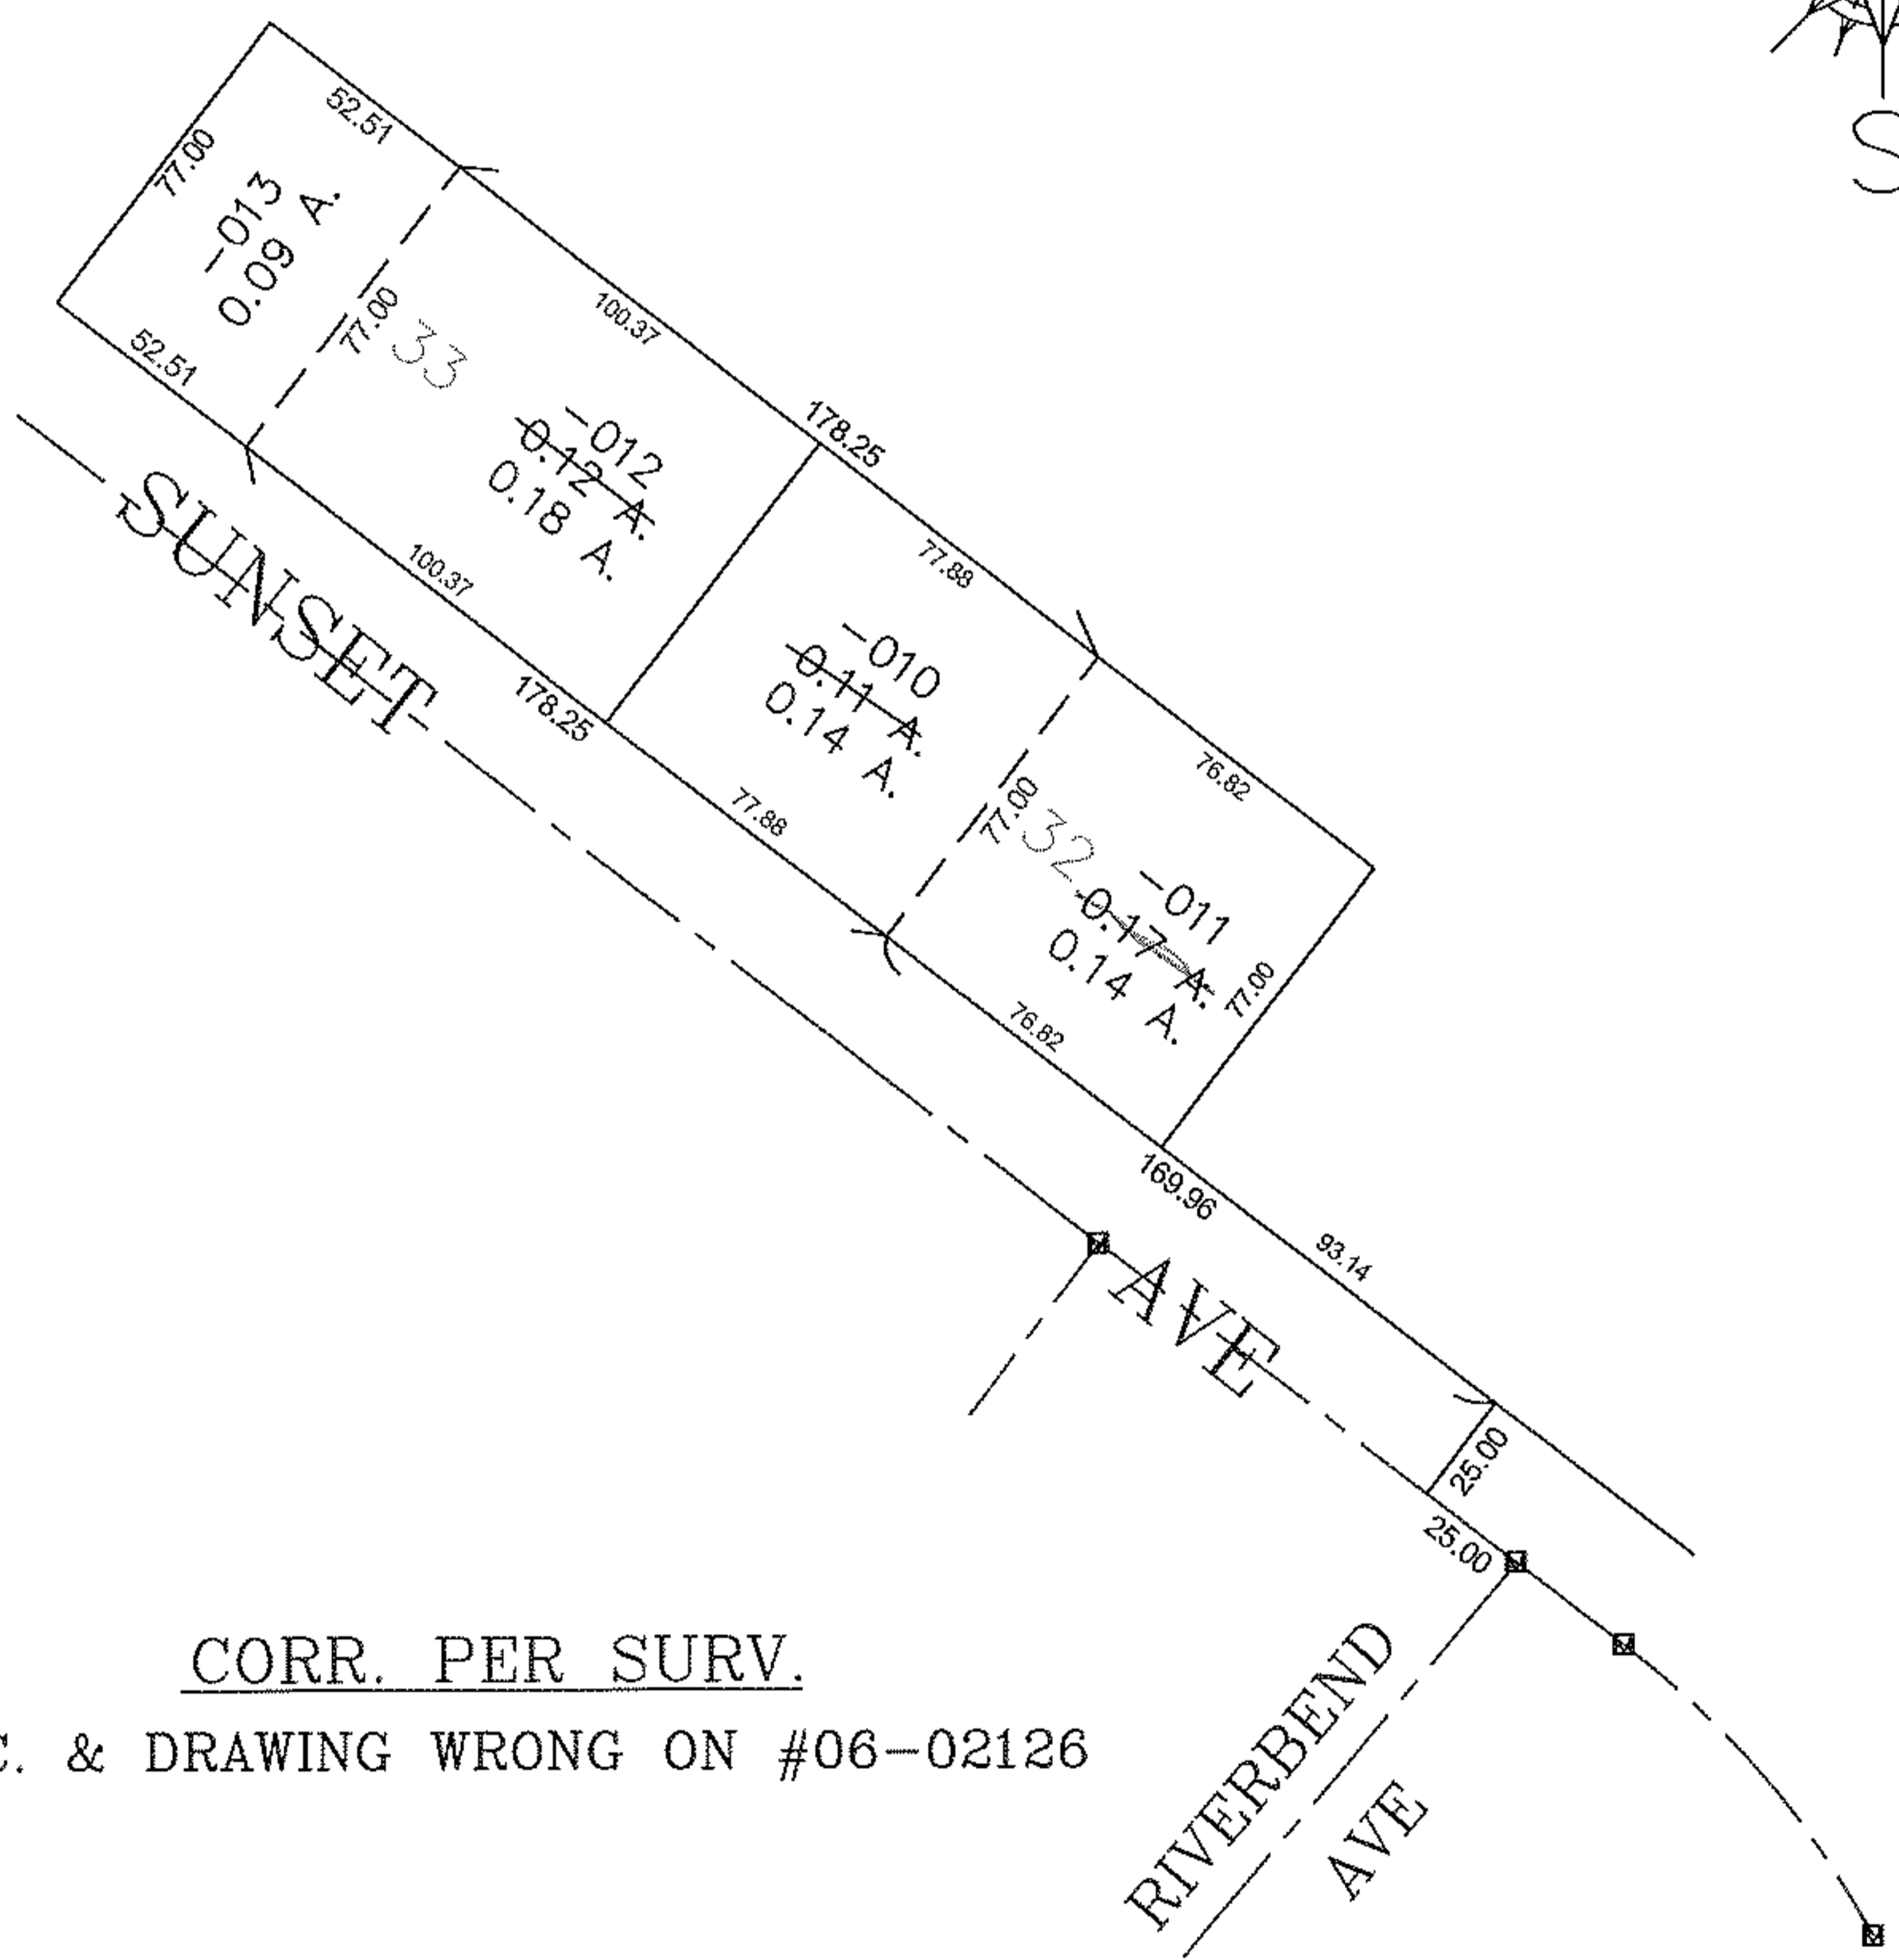 S
52.51
77.00
-013
0.09 A.
52.51
77.00
33
100.37
178.25
-012
0.12 A.
0.18 A.
100.37
178.25
77.88
-010
0.11 A.
0.14 A.
77.88
77.00
32
76.82
-011
0.17 A.
0.14 A.
77.00
76.82
169.96
93.14
25.00
25.00
SUNSET AVE
RIVERBEND
AVE
CORR. PER SURV.
& DRAWING WRONG ON #06-02126